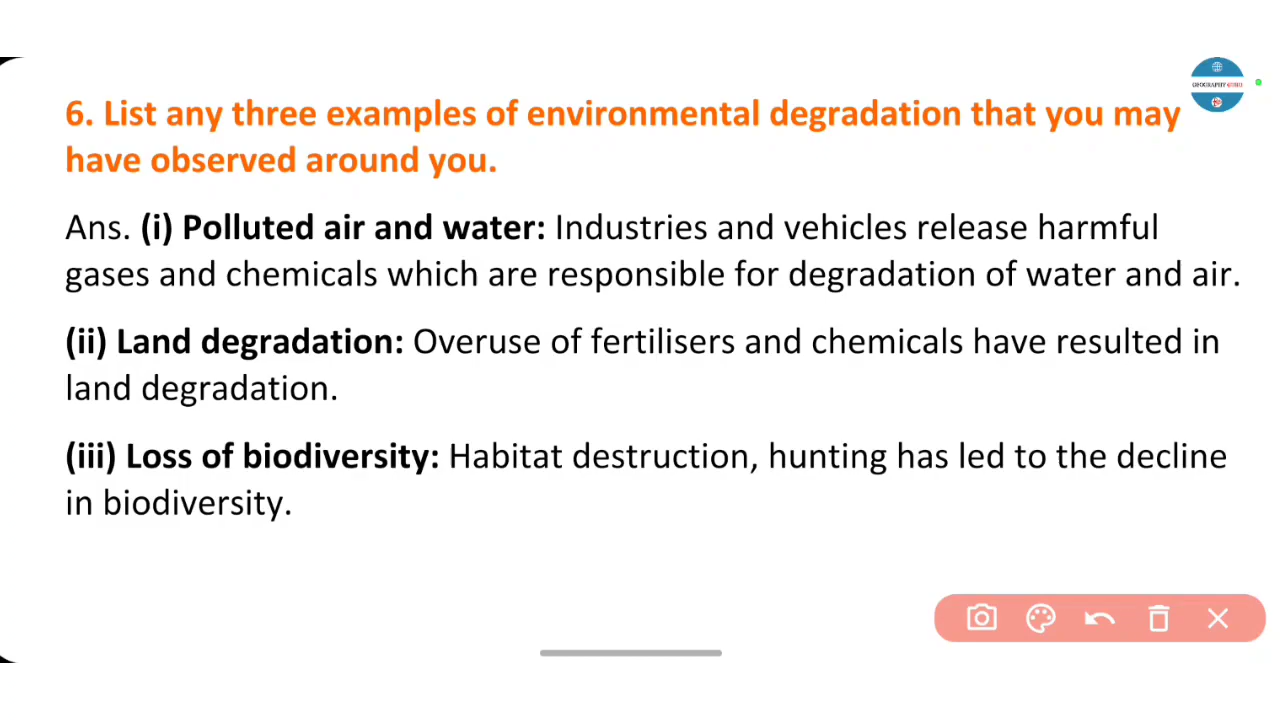 GEOGRAPHY GURU
6. List any three examples of environmental degradation that you may
have observed around you.
Ans. (i) Polluted air and water: Industries and vehicles release harmful
gases and chemicals which are responsible for degradation of water and air.
(ii) Land degradation: Overuse of fertilisers and chemicals have resulted in
land degradation.
(iii) Loss of biodiversity: Habitat destruction, hunting has led to the decline
in biodiversity.